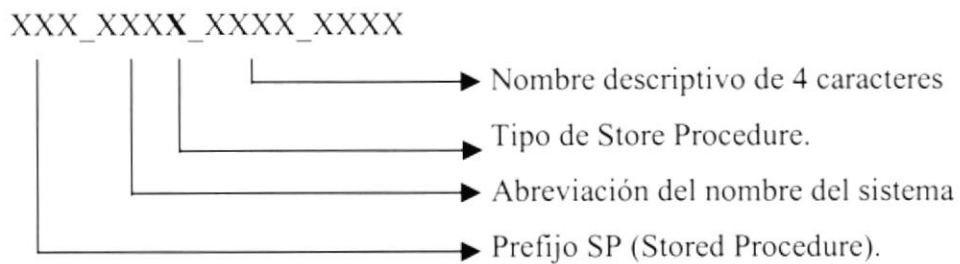 XXX_XXXX_XXXX_XXXX
Nombre descriptivo de 4 caracteres
Tipo de Store Procedure.
Abreviación del nombre del sistema
Prefijo SP (Stored Procedure).